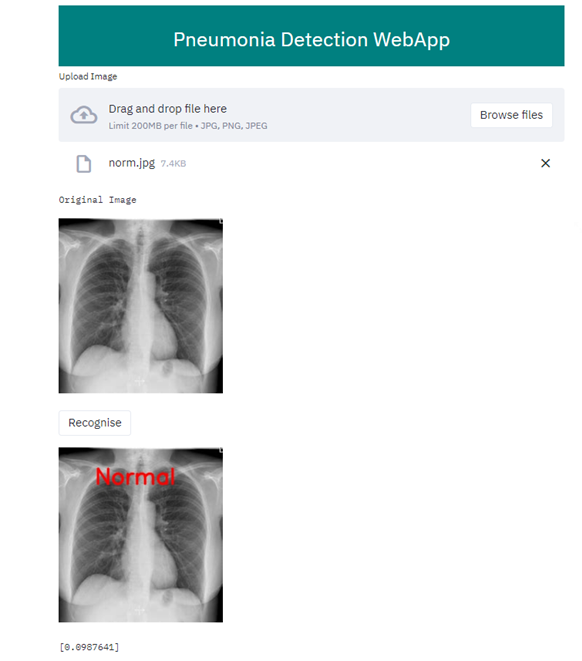 Pneumonia Detection WebApp
Upload Image
Drag and drop file here
Limit 200MB per file • JPG, PNG, JPEG
Browse files
norm.jpg 7.4KB
Original Image
Recognise
Normal
[0.0987641]